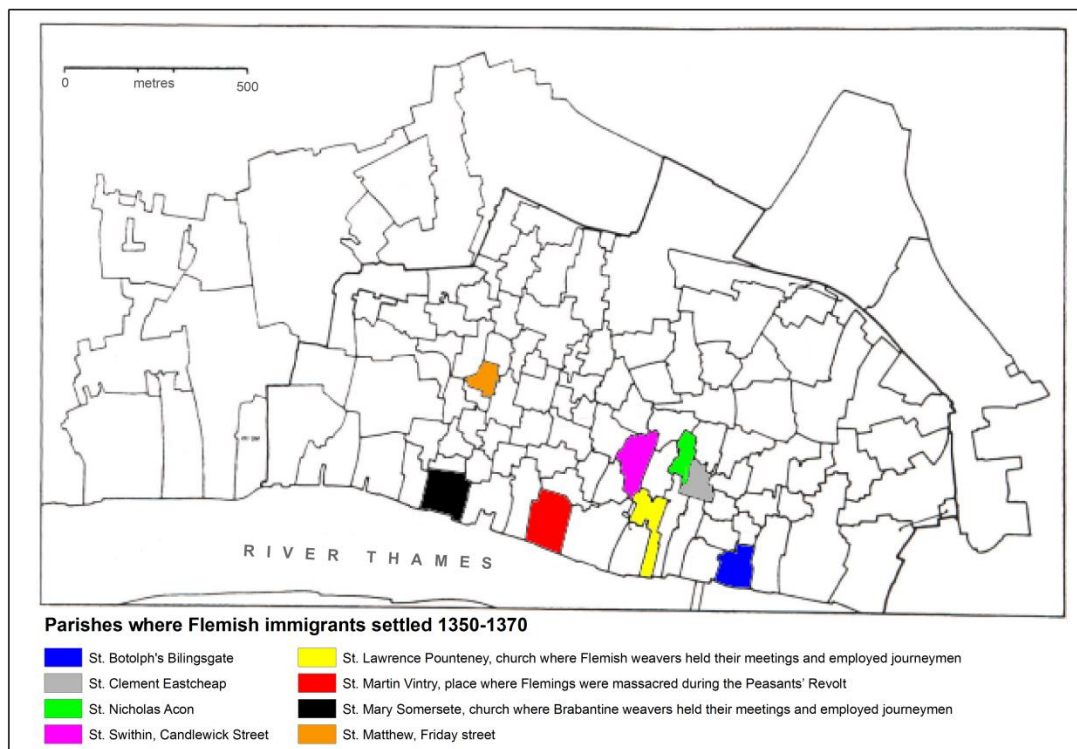 0 metres 500
RIVER THAMES
Parishes where Flemish immigrants settled 1350-1370
St. Botolph's Bilingsgate
St. Clement Eastcheap
St. Nicholas Acon
St. Swithin, Candlewick Street
St. Lawrence Pounteney, church where Flemish weavers held their meetings and employed journeymen
St. Martin Vintry, place where Flemings were massacred during the Peasants' Revolt
St. Mary Somersete, church where Brabantine weavers held their meetings and employed journeymen
St. Matthew, Friday street